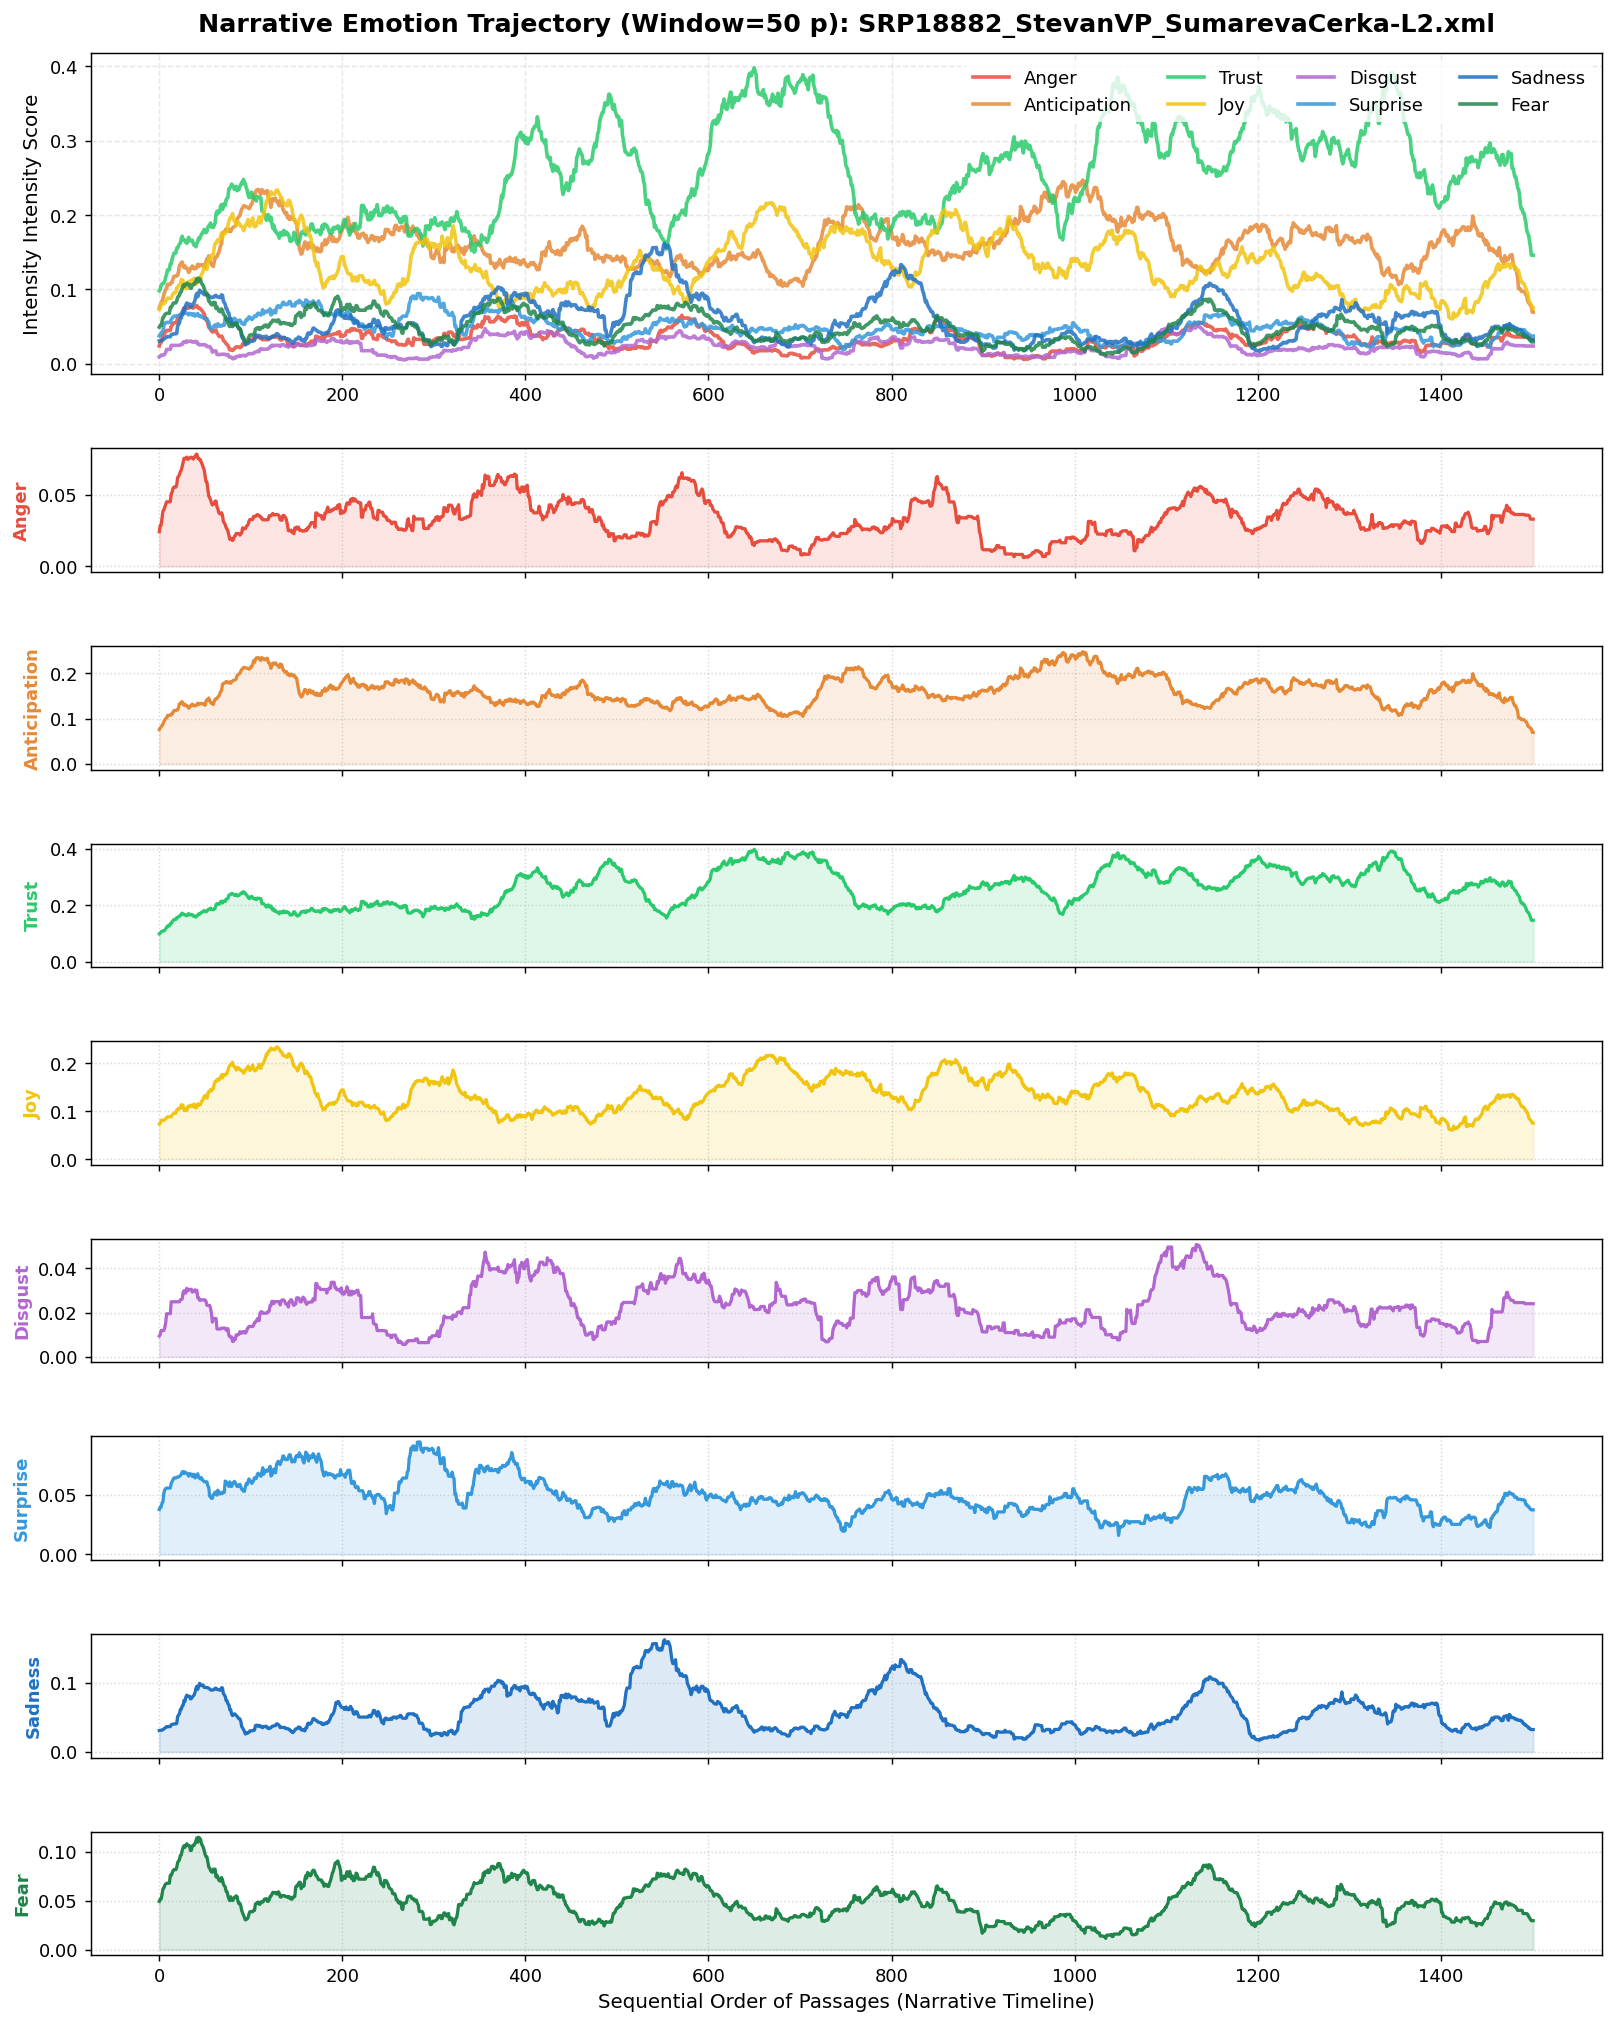 Narrative Emotion Trajectory (Window=50 p): SRP18882_StevanVP_SumarevaCerka-L2.xml
Intensity Intensity Score
0.4
0.3
0.2
0.1
0.0
Anger
Anticipation
Trust
Joy
Disgust
Surprise
Sadness
Fear
0 200 400 600 800 1000 1200 1400
Anger
0.05
0.00
Anticipation
0.2
0.1
0.0
Trust
0.4
0.2
0.0
Joy
0.2
0.1
0.0
Disgust
0.04
0.02
0.00
Surprise
0.05
0.00
Sadness
0.1
0.0
Fear
0.10
0.05
0.00
0 200 400 600 800 1000 1200 1400
Sequential Order of Passages (Narrative Timeline)